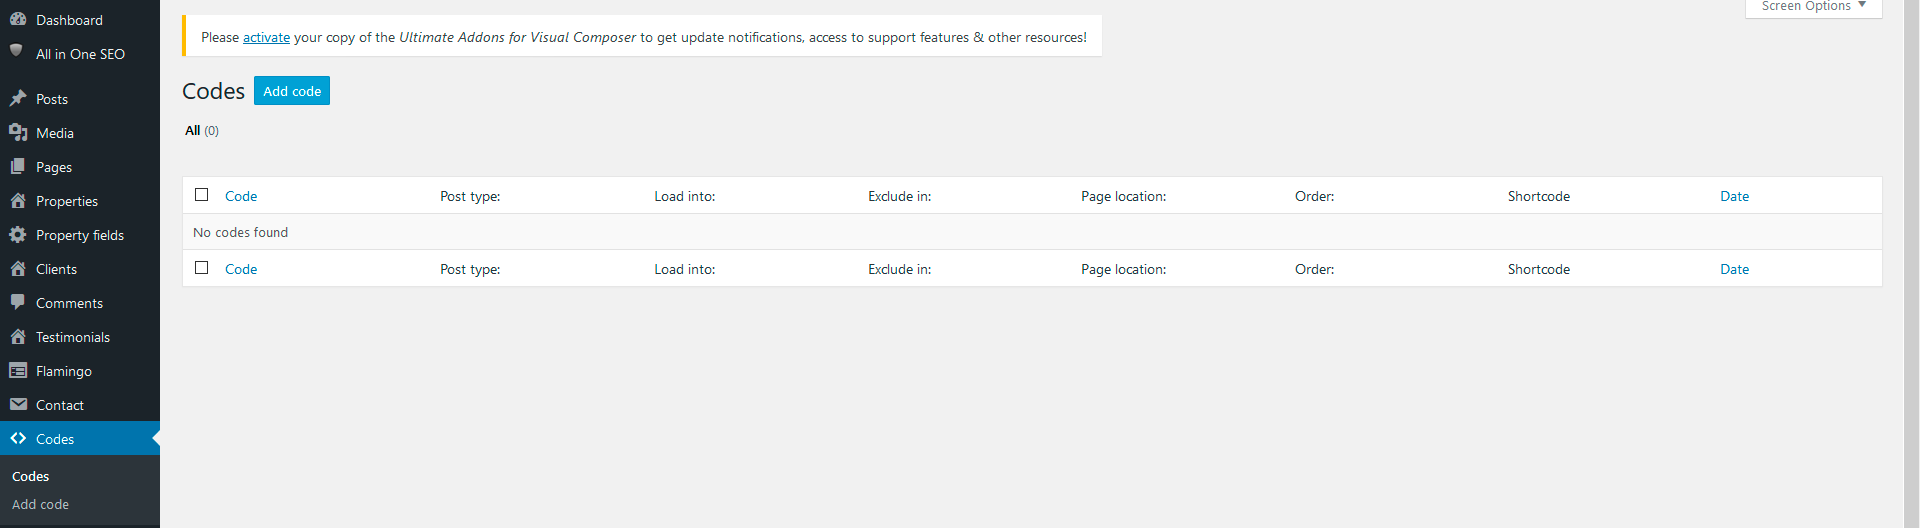 Dashboard
All in One SEO
Posts
Media
Pages
Properties
Property fields
Clients
Comments
Testimonials
Flamingo
Contact
Codes
Codes
Add code
Screen Options
Please activate your copy of the Ultimate Addons for Visual Composer to get update notifications, access to support features & other resources!
Codes Add code
All (0)
Code Post type: Load into: Exclude in: Page location: Order: Shortcode Date
No codes found
Code Post type: Load into: Exclude in: Page location: Order: Shortcode Date